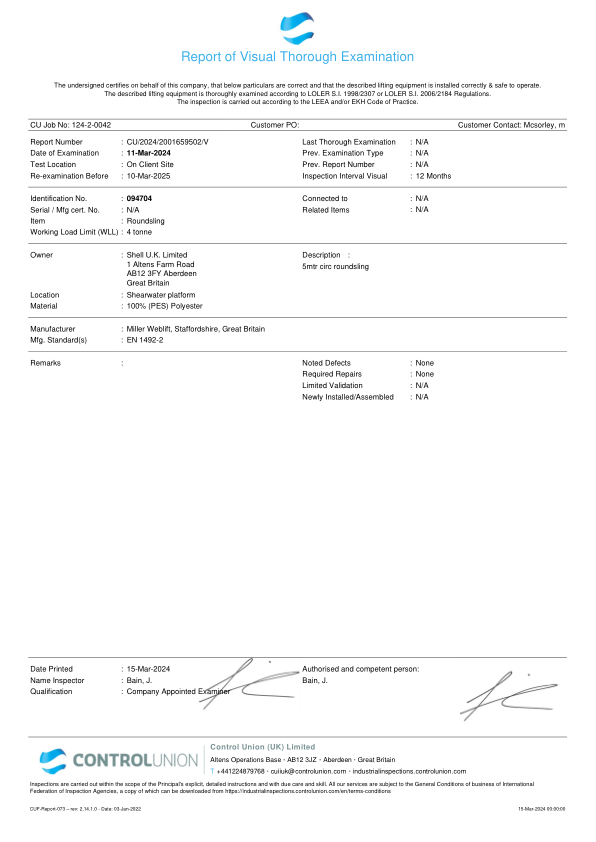 Report of Visual Thorough Examination
The undersigned certifies on behalf of this company, that below particulars are correct and that the described lifting equipment is installed correctly & safe to operate.
The described lifting equipment is thoroughly examined according to LOLER S.I. 1998/2307 or LOLER S.I. 2006/2184 Regulations.
The inspection is carried out according to the LEEA and/or EKH Code of Practice.
CU Job No: 124-2-0042 Customer PO: Customer Contact: Mcsorley, m
Report Number : CU/2024/2001659502/V Last Thorough Examination : N/A
Date of Examination : 11-Mar-2024 Prev. Examination Type : N/A
Test Location : On Client Site Prev. Report Number : N/A
Re-examination Before : 10-Mar-2025 Inspection Interval Visual : 12 Months
Identification No. : 094704 Connected to : N/A
Serial / Mfg cert. No. : N/A Related Items : N/A
Item : Roundsling
Working Load Limit (WLL) : 4 tonne
Owner : Shell U.K. Limited Description :
1 Altens Farm Road 5mtr circ roundsling
AB12 3FY Aberdeen
Great Britain
Location : Shearwater platform
Material : 100% (PES) Polyester
Manufacturer : Miller Weblift, Staffordshire, Great Britain
Mfg. Standard(s) : EN 1492-2
Remarks : Noted Defects : None
Required Repairs : None
Limited Validation : N/A
Newly Installed/Assembled : N/A
Date Printed : 15-Mar-2024 Authorised and competent person:
Name Inspector : Bain, J. Bain, J.
Qualification : Company Appointed Examiner
CONTROLUNION
Control Union (UK) Limited
Altens Operations Base · AB12 3JZ · Aberdeen · Great Britain
T +441224879768 · cuiiuk@controlunion.com · industrialinspections.controlunion.com
Inspections are carried out within the scope of the Principal's explicit, detailed instructions and with due care and skill. All our services are subject to the General Conditions of business of International
Federation of Inspection Agencies, a copy of which can be downloaded from https://industrialinspections.controlunion.com/en/terms-conditions
CUF-Report-073 – rev: 2.14.1.0 - Date: 03-Jan-2022 15-Mar-2024 00:00:00